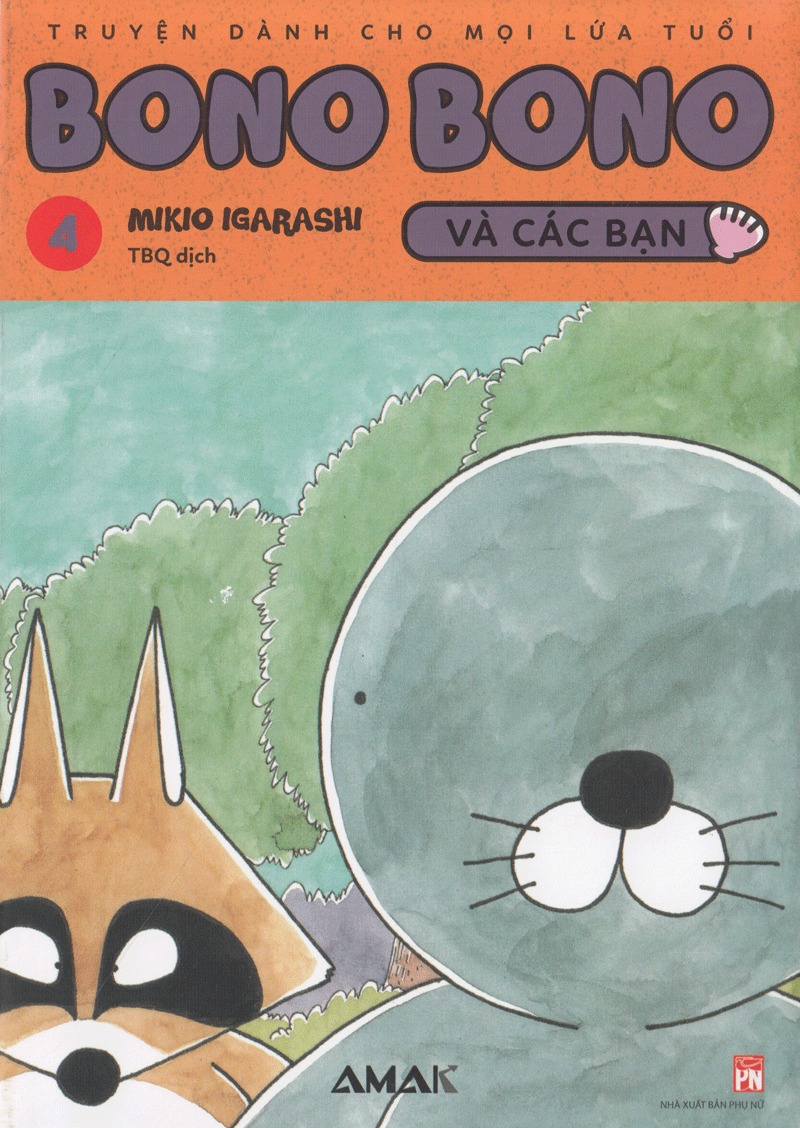 TRUYỆN DÀNH CHO MỌI LỨA TUỔI
BONO BONO
4
MIKIO IGARASHI
VÀ CÁC BẠN
TBQ dịch
AMAK
PN
NHÀ XUẤT BẢN PHỤ NỮ